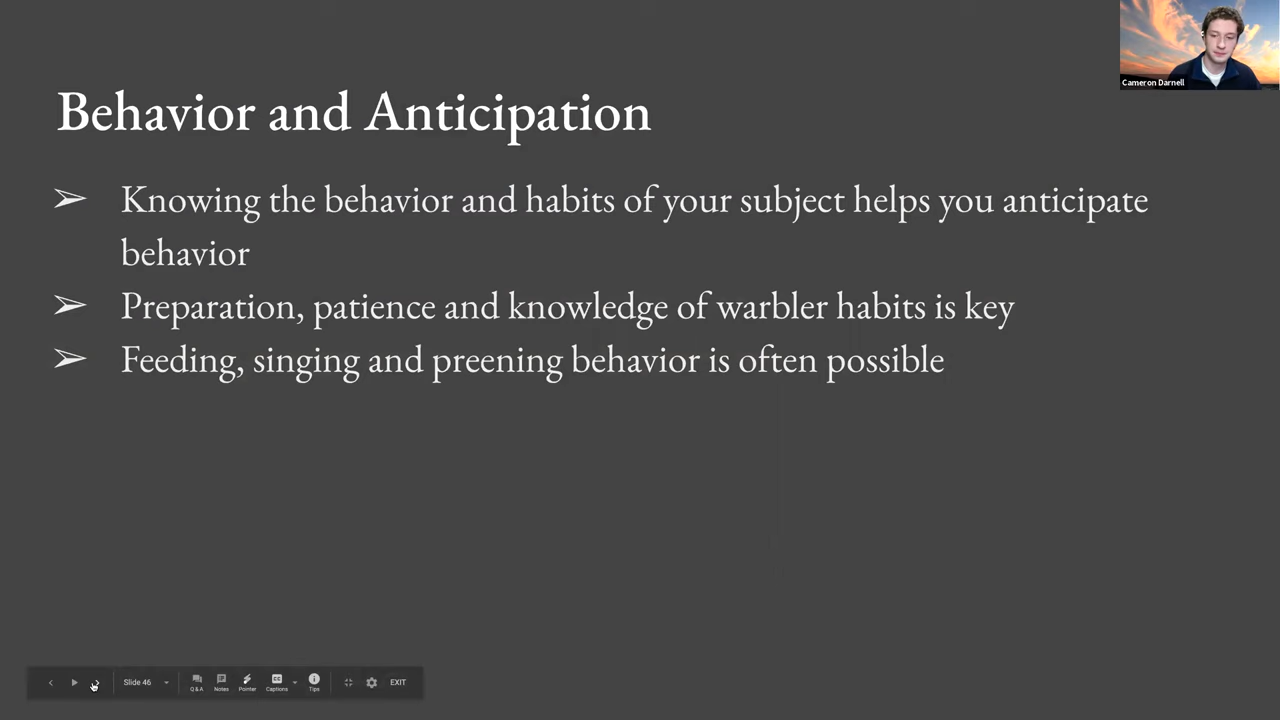 Cameron Darnell
Behavior and Anticipation
➢ Knowing the behavior and habits of your subject helps you anticipate
behavior
➢ Preparation, patience and knowledge of warbler habits is key
➢ Feeding, singing and preening behavior is often possible
Slide 46
Q&A
Notes
Pointer
Captions
Tips
EXIT